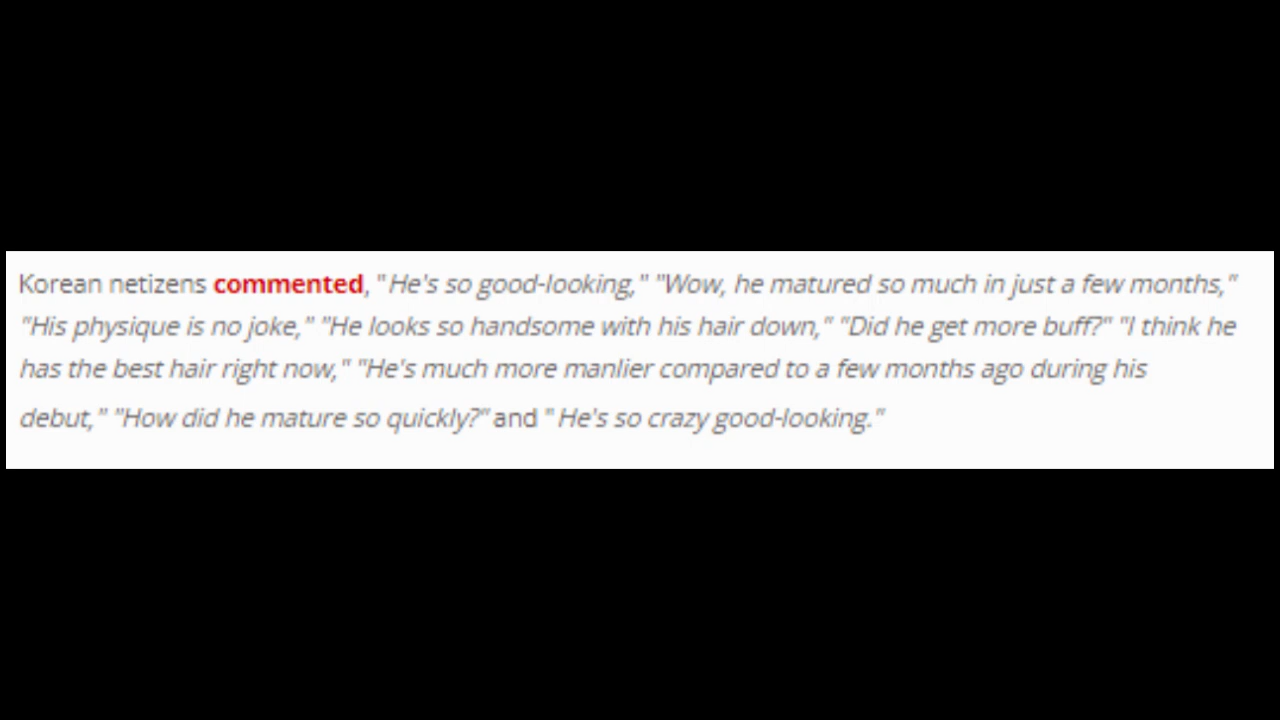 Korean netizens commented, "He's so good-looking," "Wow, he matured so much in just a few months,"
"His physique is no joke," "He looks so handsome with his hair down," "Did he get more buff?" "I think he
has the best hair right now," "He's much more manlier compared to a few months ago during his
debut," "How did he mature so quickly?" and "He's so crazy good-looking."